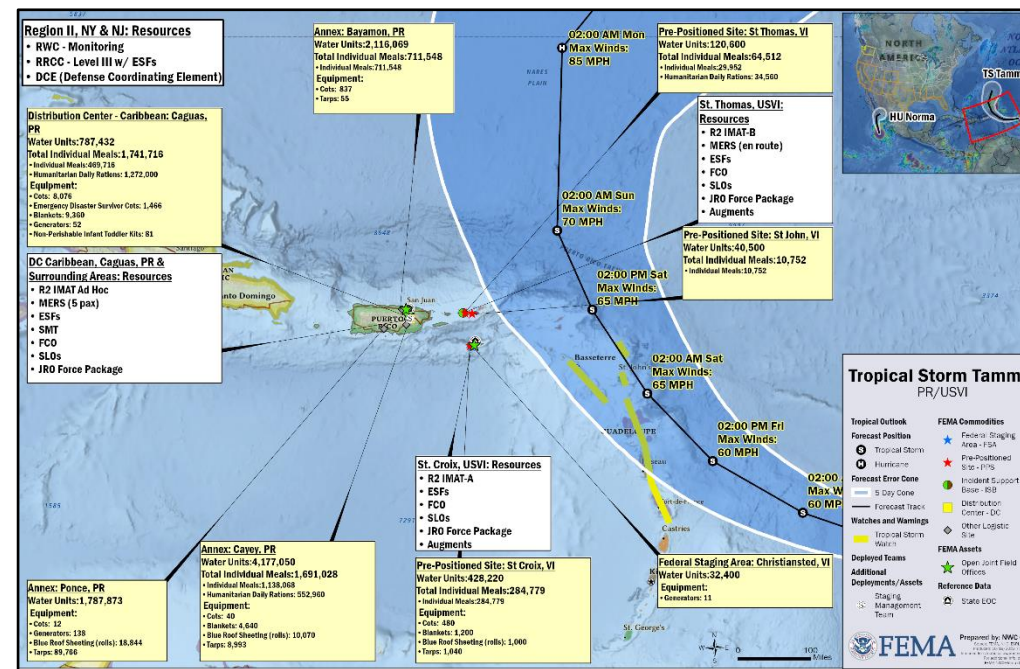 Region II, NY & NJ: Resources
• RWC - Monitoring
• RRCC - Level III w/ ESFs
• DCE (Defense Coordinating Element)
Distribution Center - Caribbean: Caguas,
PR
Water Units:787,432
Total Individual Meals:1,741,716
• Individual Meals:469,716
• Humanitarian Daily Rations: 1,272,000
Equipment:
• Cots: 8,076
• Emergency Disaster Survivor Cots: 1,466
• Blankets: 9,360
• Generators: 52
• Non-Perishable Infant Toddler Kits: 81
DC Caribbean, Caguas, PR &
Surrounding Areas: Resources
• R2 IMAT Ad Hoc
• MERS (5 pax)
• ESFs
• SMT
• FCO
• SLOs
• JRO Force Package
Annex: Bayamon, PR
Water Units: 2,116,069
Total Individual Meals: 711,548
• Individual Meals: 711,548
Equipment:
• Cots: 837
• Tarps: 55
02:00 AM Mon
Max Winds:
85 MPH
Pre-Positioned Site: St Thomas, VI
Water Units:120,600
Total Individual Meals:64,512
• Individual Meals:29,952
• Humanitarian Daily Rations: 34,560
St. Thomas, USVI:
Resources
• R2 IMAT-B
• MERS (en route)
• ESFs
• FCO
• SLOs
• JRO Force Package
• Augments
Pre-Positioned Site: St John, VI
Water Units:40,500
Total Individual Meals:10,752
• Individual Meals:10,752
NORTH
AMERICA
HU Norma
TS Tamm
NARES
PLAIN
02:00 AM Sun
Max Winds:
70 MPH
02:00 PM Sat
Max Winds:
65 MPH
02:00 AM Sat
Max Winds:
65 MPH
02:00 PM Fri
Max Winds:
60 MPH
02:00 A
Max W
60 MP
Santiago
anto Domingo
San Juan
PUERTO
RICO
Basseterre
St. John's
GUADELOUPE
Castries
St. George's
St. Croix, USVI: Resources
• R2 IMAT-A
• ESFs
• FCO
• SLOs
• JRO Force Package
• Augments
Annex: Ponce, PR
Water Units:1,787,873
Equipment:
• Cots: 12
• Generators: 138
• Blue Roof Sheeting (rolls): 18,844
• Tarps: 89,766
Annex: Cayey, PR
Water Units:4,177,050
Total Individual Meals:1,691,028
• Individual Meals:1,138,068
• Humanitarian Daily Rations: 552,960
Equipment:
• Cots: 40
• Blankets: 4,640
• Blue Roof Sheeting (rolls): 10,070
• Tarps: 8,993
Pre-Positioned Site: St Croix, VI
Water Units:428,220
Total Individual Meals:284,779
• Individual Meals:284,779
Equipment:
• Cots: 480
• Blankets: 1,200
• Blue Roof Sheeting (rolls): 1,000
• Tarps: 1,040
Federal Staging Area: Christiansted, VI
Water Units:32,400
• Generators: 11
Tropical Storm Tamm
PR/USVI
Tropical Outlook
Forecast Position
S Tropical Storm
H Hurricane
Forecast Error Cone
5 Day Cone
Forecast Track
Watches and Warnings
Tropical Storm
Watch
Deployed Teams
Additional
Deployments/Assets
Staging
Management
Team
FEMA Commodities
Federal Staging
Area - FSA
Pre-Positioned
Site - PPS
Incident Support
Base - ISB
Distribution
Center - DC
Other Logistic
Site
FEMA Assets
Open Joint Field
Offices
Reference Data
State EOC
0 100
Miles
FEMA
Prepared by: NWC